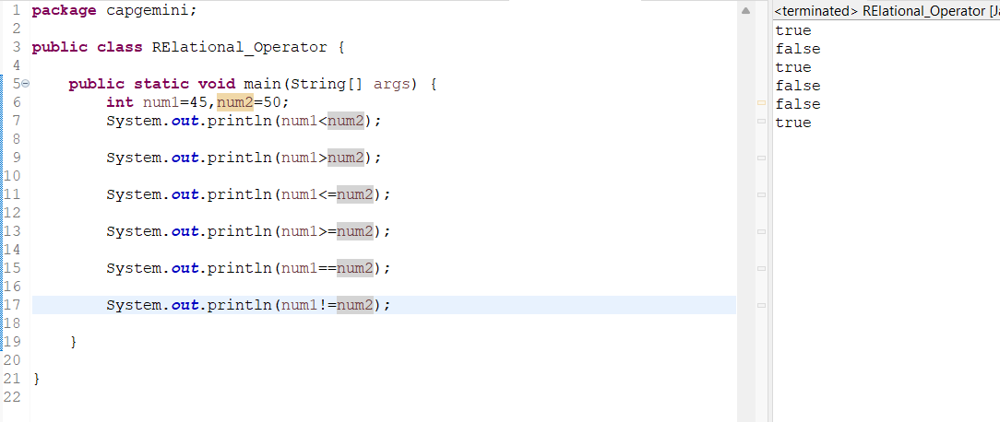 1 package capgemini;
2
3 public class RElational_Operator {
4
5 public static void main(String[] args) {
6 int num1=45,num2=50;
7 System.out.println(num1<num2);
8
9 System.out.println(num1>num2);
10
11 System.out.println(num1<=num2);
12
13 System.out.println(num1>=num2);
14
15 System.out.println(num1==num2);
16
17 System.out.println(num1!=num2);
18
19 }
20
21 }
22
<terminated> RElational_Operator [J
true
false
true
false
false
true